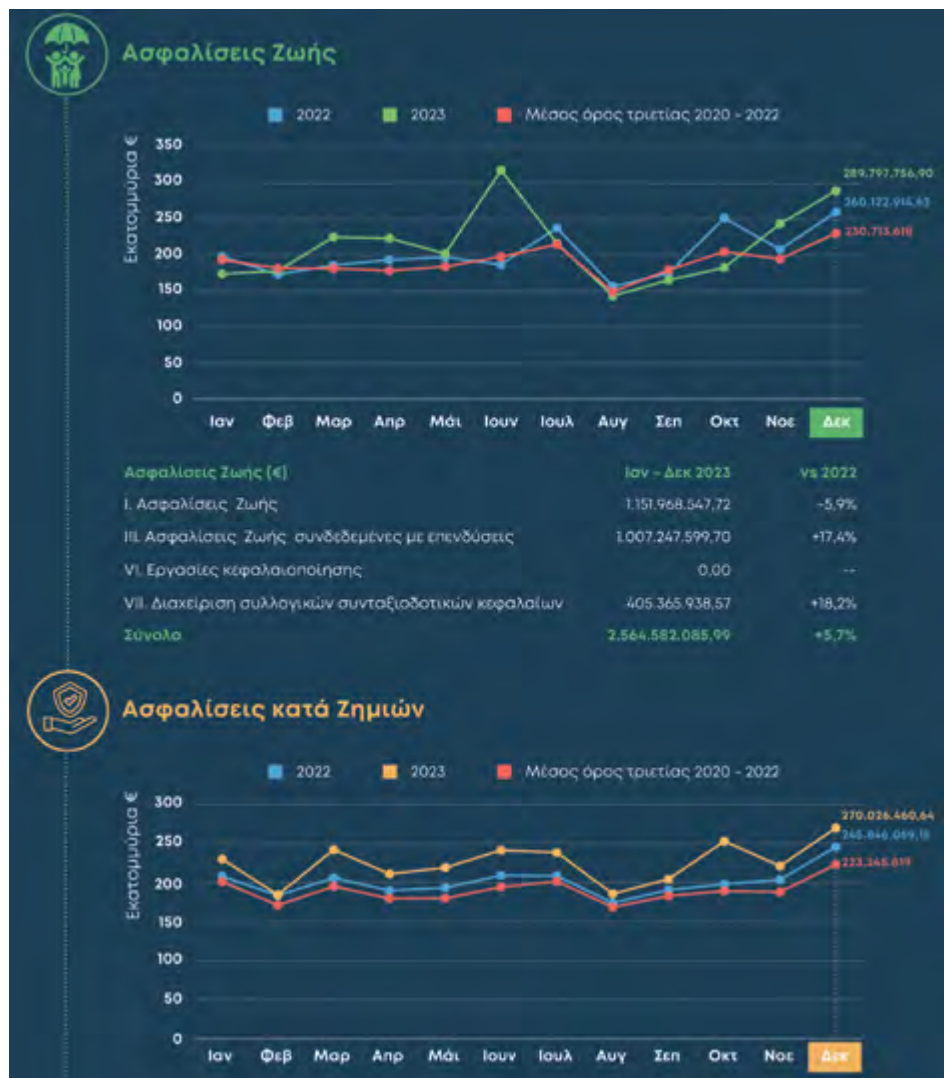 Ασφαλίσεις Ζωής
2022 2023 Μέσος όρος τριετίας 2020 - 2022
Εκατομμύρια €
350
300
250
200
150
100
50
0
289.797.756,90
260.122.914,63
230.713.618
Ιαν Φεβ Μαρ Απρ Μάι Ιουν Ιουλ Αυγ Σεπ Οκτ Νοε Δεκ
Ασφαλίσεις Ζωής (€) Ιαν – Δεκ 2023 Vs 2022
Ι. Ασφαλίσεις Ζωής 1.151.968.547,72 -5,9%
ΙΙΙ. Ασφαλίσεις Ζωής συνδεδεμένες με επενδύσεις 1.007.247.599,70 +17,4%
VI. Εργασίες κεφαλαιοποίησης 0,00 --
VII. Διαχείριση συλλογικών συνταξιοδοτικών κεφαλαίων 405.365.938,57 +18,2%
Σύνολο 2.564.582.085,99 +5,7%
Ασφαλίσεις κατά Ζημιών
2022 2023 Μέσος όρος τριετίας 2020 - 2022
Εκατομμύρια €
300
250
200
150
100
50
0
270.026.460,64
223.245.819
Ιαν Φεβ Μαρ Απρ Μάι Ιουν Ιουλ Αυγ Σεπ Οκτ Νοε Δεκ